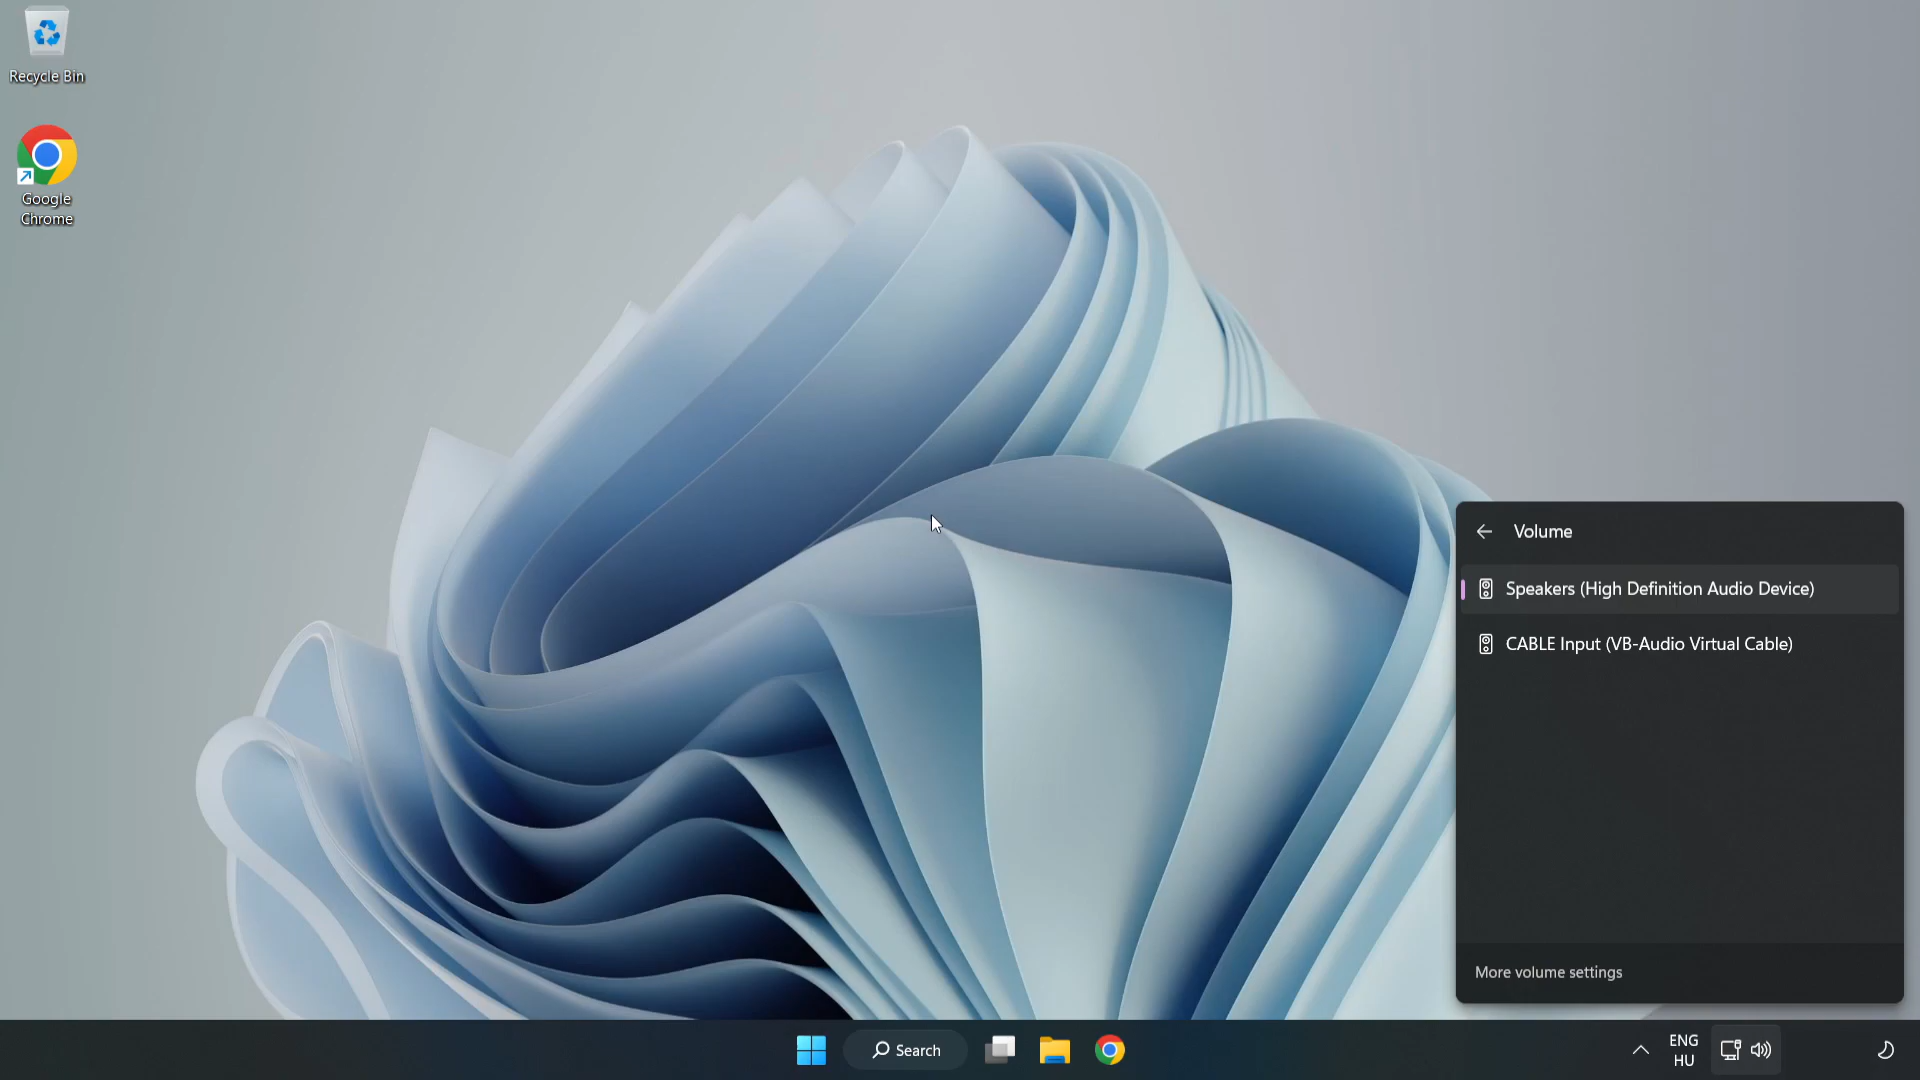 Recycle Bin
Google
Chrome
Volume
Speakers (High Definition Audio Device)
CABLE Input (VB-Audio Virtual Cable)
More volume settings
Search
ENG
HU